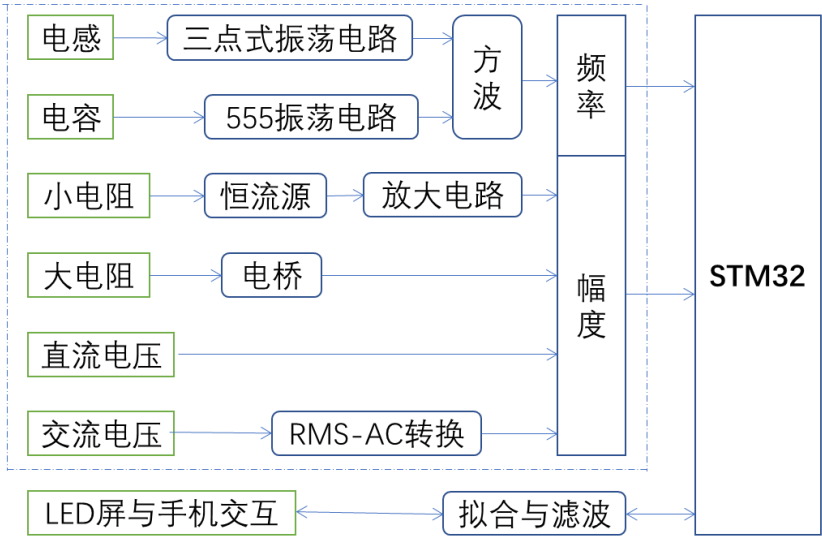 电感
三点式振荡电路
方波
频率
电容
555振荡电路
小电阻
恒流源
放大电路
大电阻
电桥
幅度
STM32
直流电压
交流电压
RMS-AC转换
LED屏与手机交互
拟合与滤波